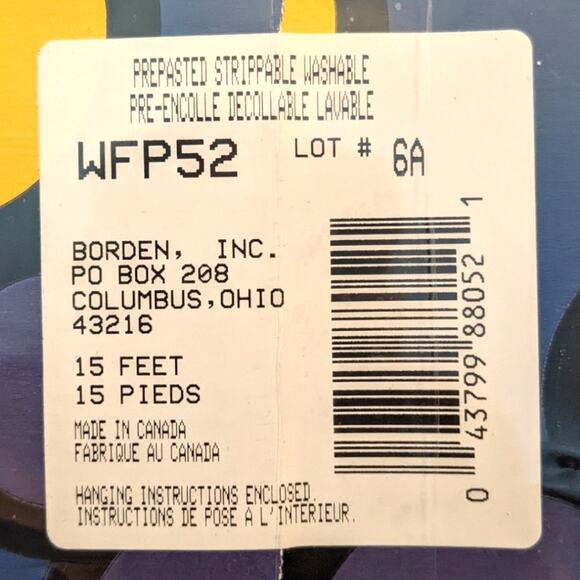 PREPASTED STRIPPABLE WASHABLE
PRE-ENCOLLE DECOLLABLE LAVABLE
WFP52 LOT # 6A
BORDEN, INC.
PO BOX 208
COLUMBUS,OHIO
43216
15 FEET
15 PIEDS
MADE IN CANADA
FABRIQUE AU CANADA
HANGING INSTRUCTIONS ENCLOSED.
INSTRUCTIONS DE POSE A L'INTERIEUR.
0 43799 88052 1